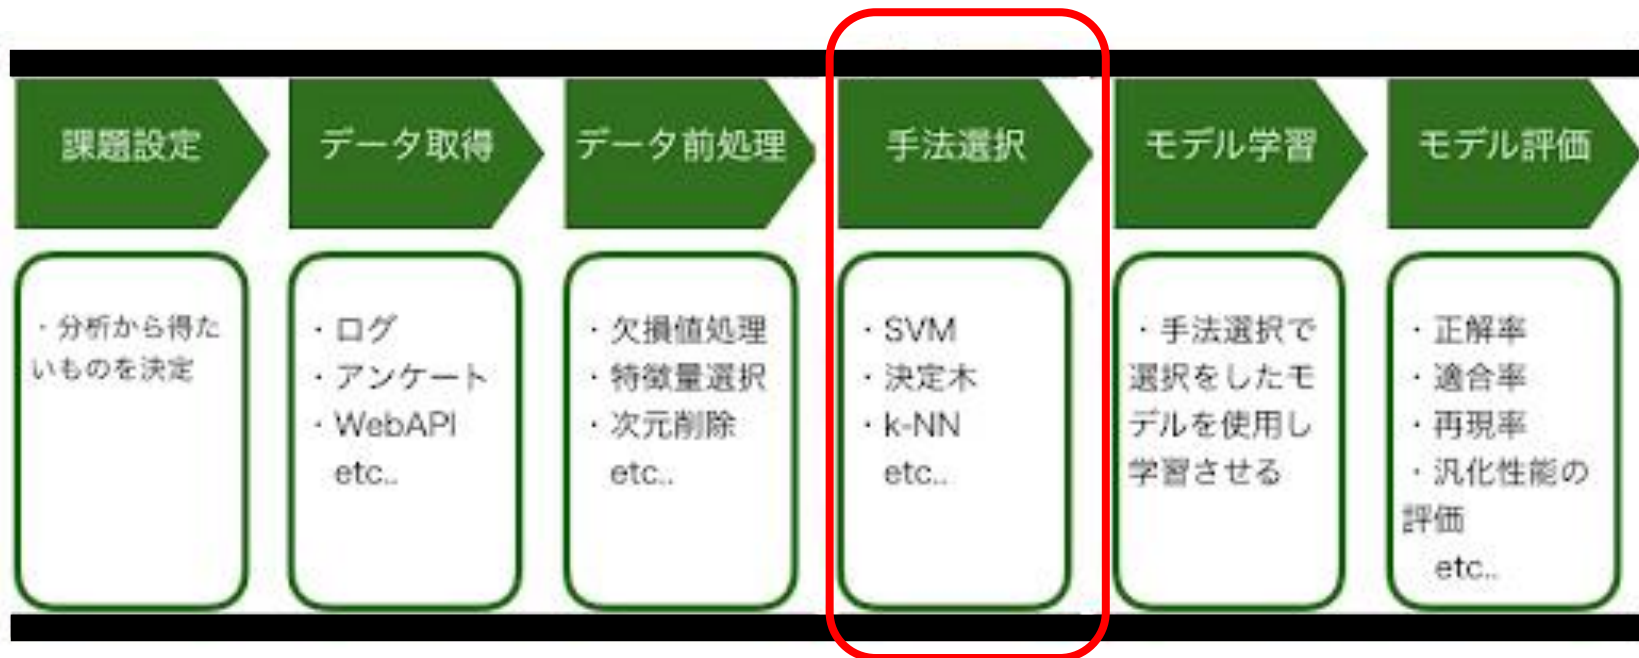 課題設定
データ取得
データ前処理
手法選択
モデル学習
モデル評価
・分析から得た
いものを決定
・ログ
・アンケート
・WebAPI
etc..
・欠損値処理
・特徴量選択
・次元削除
etc..
・SVM
・決定木
・k-NN
etc..
・手法選択で
選択をしたモ
デルを使用し
学習させる
・正解率
・適合率
・再現率
・汎化性能の
評価
etc..